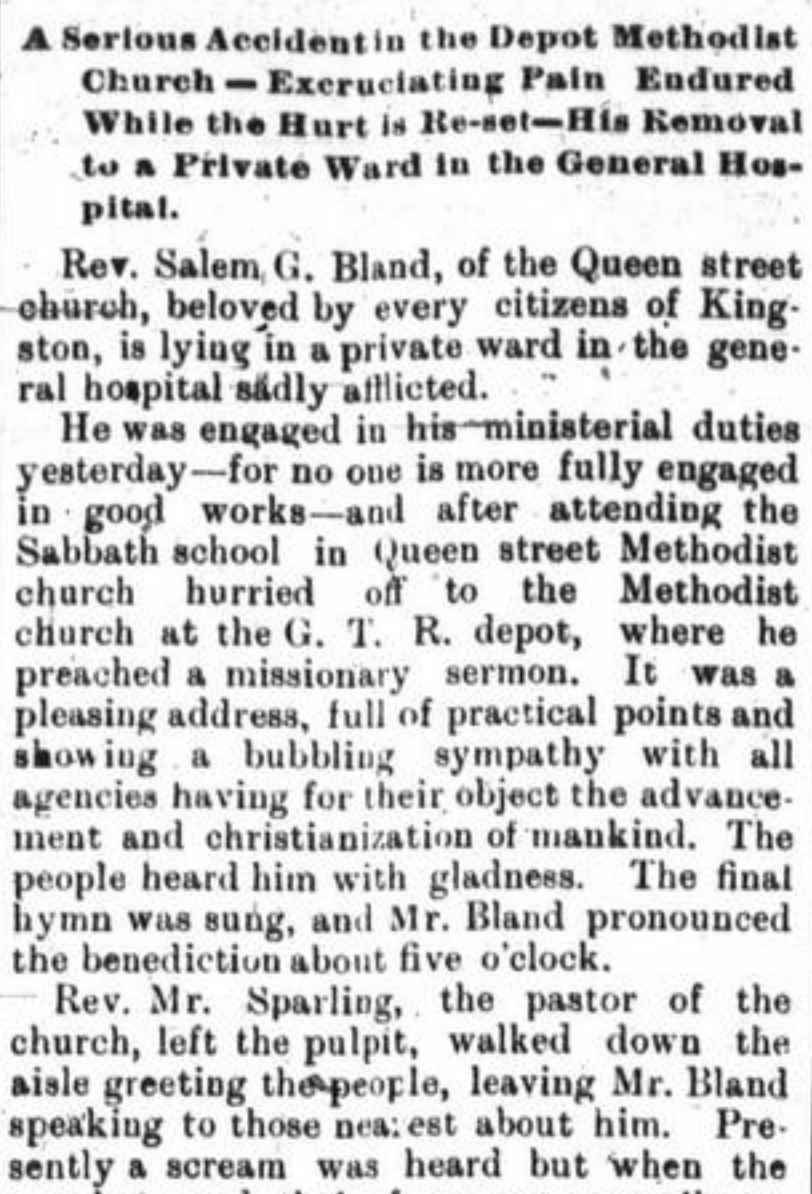 A Serious Accident in the Depot Methodist
Church — Excruciating Pain Endured
While the Hurt is Re-set—His Removal
to a Private Ward in the General Hos-
pital.
Rev. Salem G. Bland, of the Queen street
church, beloved by every citizens of King-
ston, is lying in a private ward in the gene-
ral hospital sadly afflicted.
He was engaged in his ministerial duties
yesterday—for no one is more fully engaged
in good works—and after attending the
Sabbath school in Queen street Methodist
church hurried off to the Methodist
church at the G. T. R. depot, where he
preached a missionary sermon. It was a
pleasing address, full of practical points and
showing a bubbling sympathy with all
agencies having for their object the advance-
ment and christianization of mankind. The
people heard him with gladness. The final
hymn was sung, and Mr. Bland pronounced
the benediction about five o'clock.
Rev. Mr. Sparling, the pastor of the
church, left the pulpit, walked down the
aisle greeting the people, leaving Mr. Bland
speaking to those nearest about him. Pre-
sently a scream was heard but when the